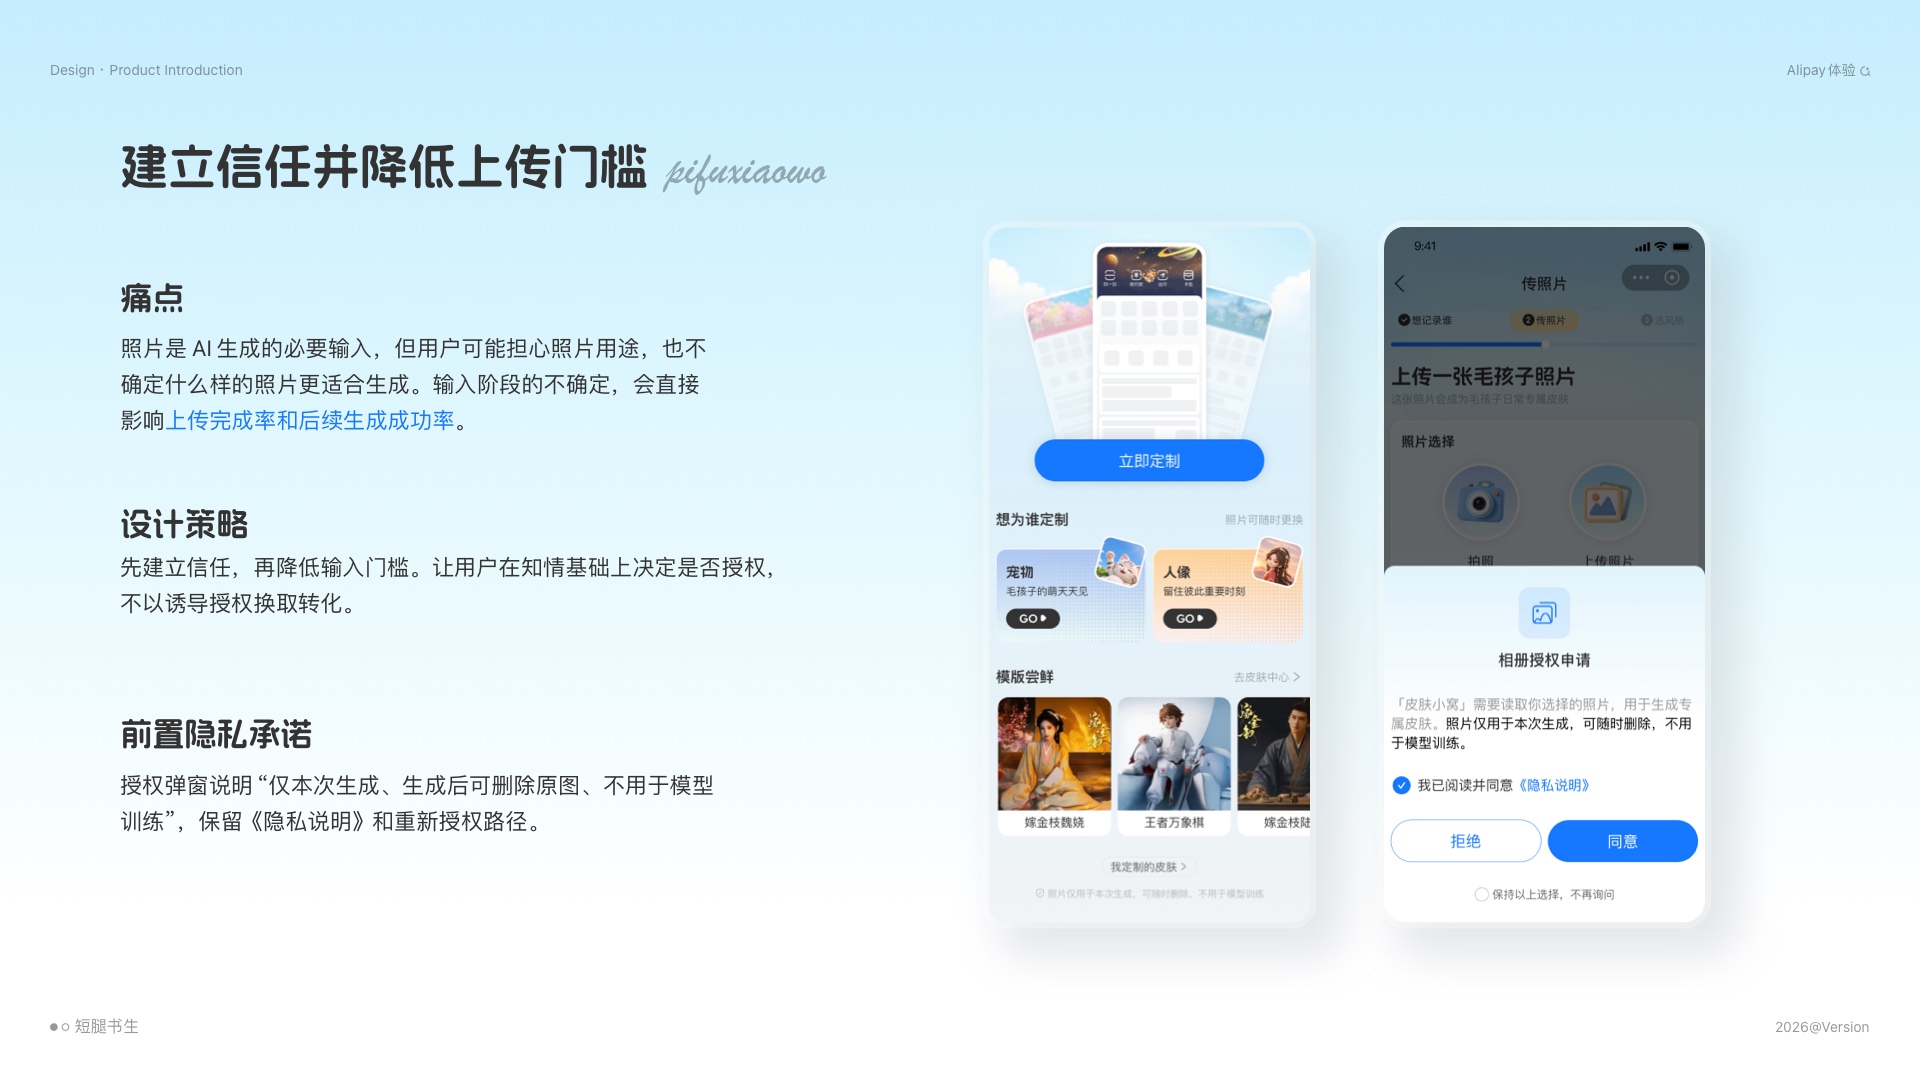 Design · Product Introduction
Alipay体验
建立信任并降低上传门槛 pifuxiaowo
痛点
照片是 AI 生成的必要输入，但用户可能担心照片用途，也不
确定什么样的照片更适合生成。输入阶段的不确定，会直接
影响上传完成率和后续生成成功率。
设计策略
先建立信任，再降低输入门槛。让用户在知情基础上决定是否授权，
不以诱导授权换取转化。
前置隐私承诺
授权弹窗说明 “仅本次生成、生成后可删除原图、不用于模型
训练”，保留《隐私说明》和重新授权路径。
立即定制
想为谁定制
照片可随时更换
宠物
毛孩子的萌天天见
GO
人像
留住彼此重要时刻
GO
模版尝鲜
去皮肤中心
嫁金枝魏娆
王者万象棋
嫁金枝陆
我定制的皮肤
照片仅用于本次生成，可随时删除，不用于模型训练
9:41
传照片
想记录谁
2 传照片
3 选风格
上传一张毛孩子照片
这张照片会成为毛孩子日常专属皮肤
照片选择
拍照
上传照片
相册授权申请
「皮肤小窝」需要读取你选择的照片，用于生成专
属皮肤。照片仅用于本次生成，可随时删除，不用
于模型训练。
我已阅读并同意《隐私说明》
拒绝
同意
保持以上选择，不再询问
短腿书生
2026@Version